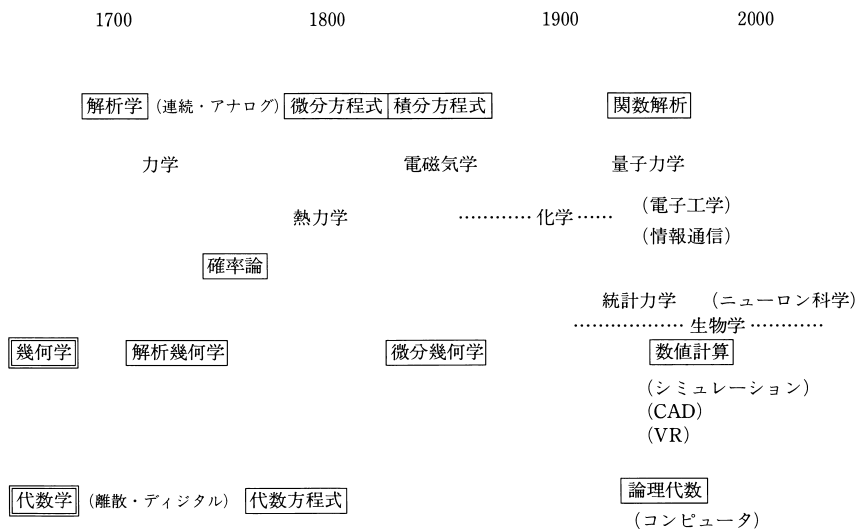 1700 1800 1900 2000
解析学 (連続・アナログ) 微分方程式 積分方程式 関数解析
力学 電磁気学 量子力学
熱力学 ………… 化学 …… (電子工学)
(情報通信)
確率論
統計力学 (ニューロン科学)
……………… 生物学 …………
幾何学 解析幾何学 微分幾何学 数値計算
(シミュレーション)
(CAD)
(VR)
代数学 (離散・ディジタル) 代数方程式 論理代数
(コンピュータ)